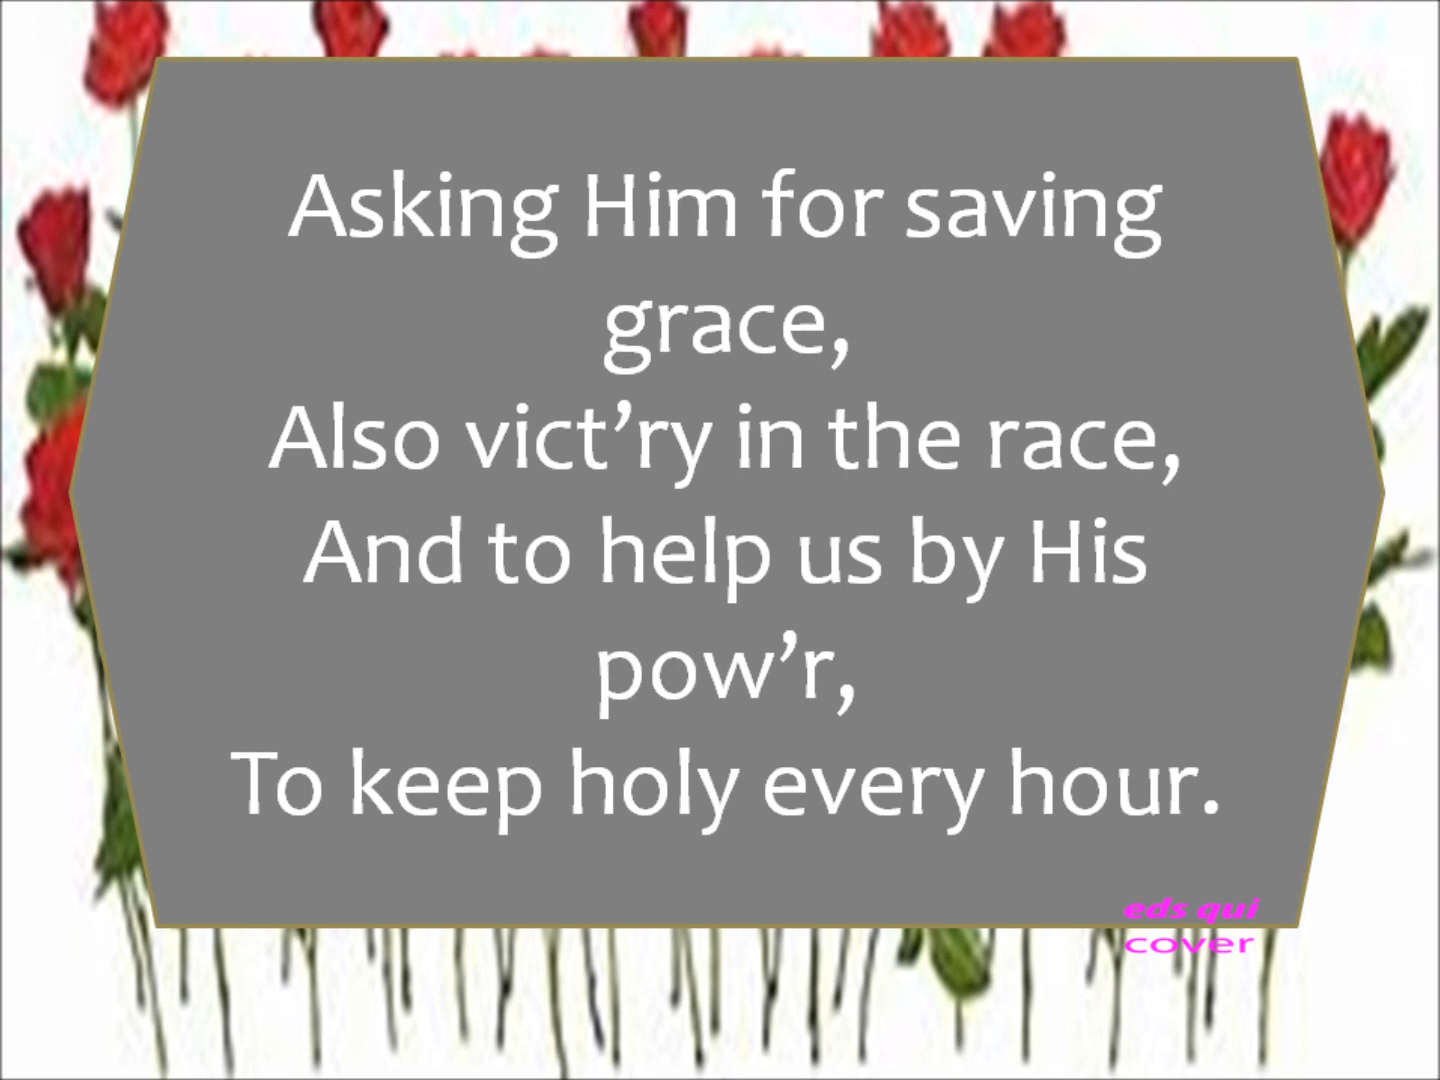 Asking Him for saving
grace,
Also vict’ry in the race,
And to help us by His
pow’r,
To keep holy every hour.
eds qui
cover